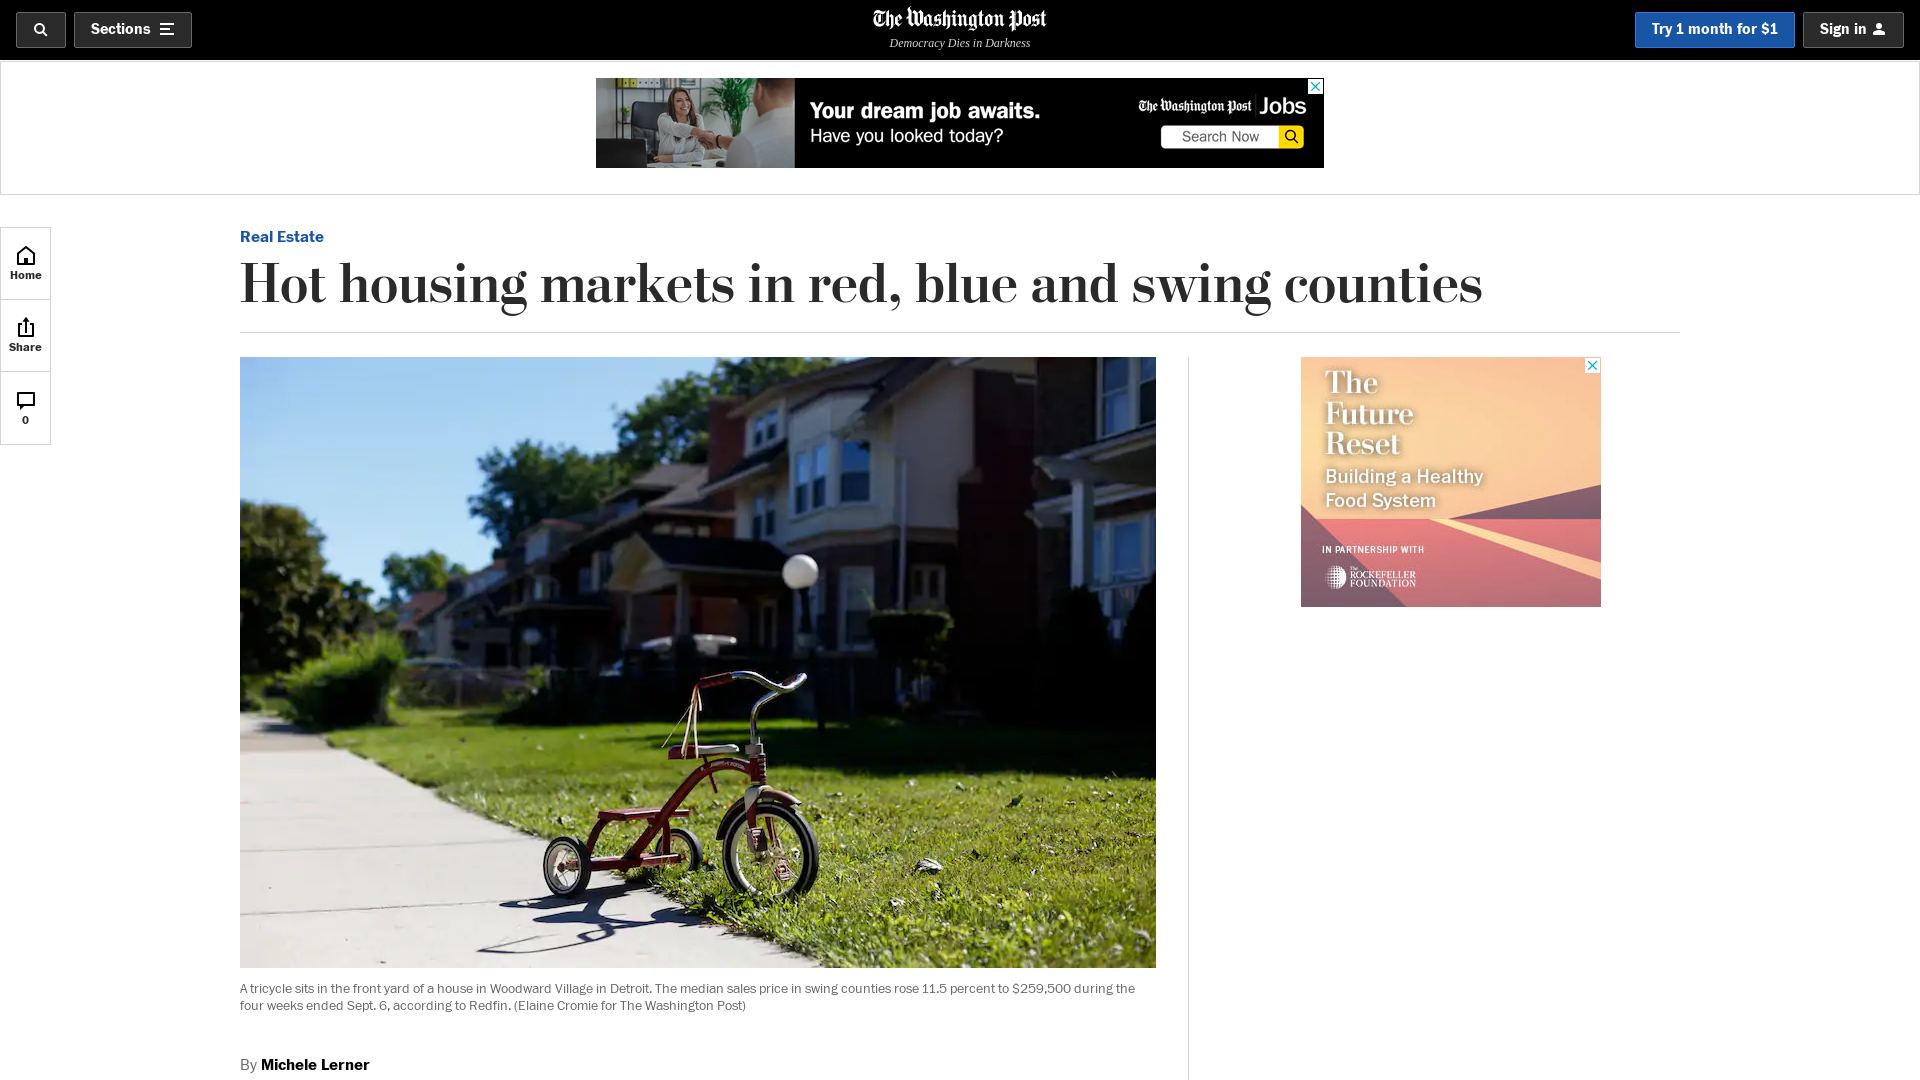 Sections
The Washington Post
Democracy Dies in Darkness
Try 1 month for $1
Sign in
Your dream job awaits.
Have you looked today?
The Washington Post Jobs
Search Now
Home
Share
0
Real Estate
Hot housing markets in red, blue and swing counties
The
Future
Reset
Building a Healthy
Food System
IN PARTNERSHIP WITH
The
ROCKEFELLER
FOUNDATION
A tricycle sits in the front yard of a house in Woodward Village in Detroit. The median sales price in swing counties rose 11.5 percent to $259,500 during the
four weeks ended Sept. 6, according to Redfin. (Elaine Cromie for The Washington Post)
By Michele Lerner